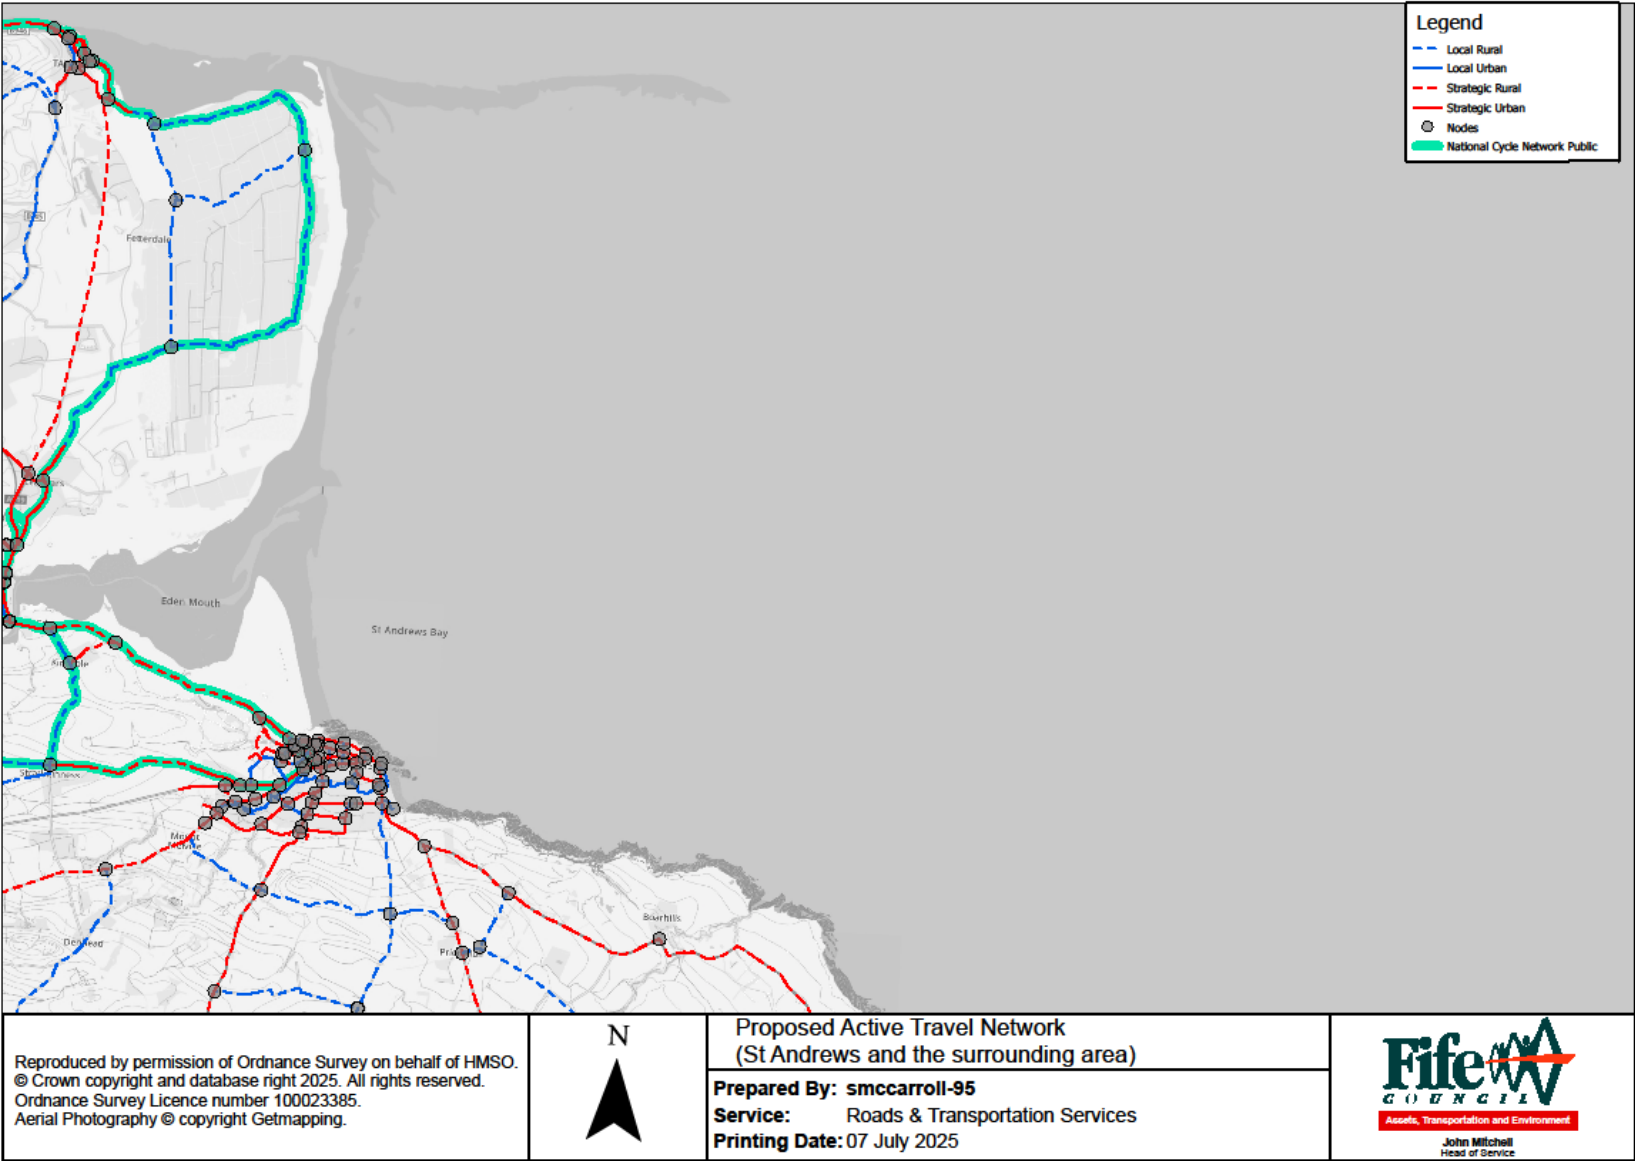 Legend
Local Rural
Local Urban
Strategic Rural
Strategic Urban
Nodes
National Cycle Network Public
Fetterdale
Eden Mouth
St Andrews Bay
Mount
Melville
Denhead
Boarhills
Reproduced by permission of Ordnance Survey on behalf of HMSO.
© Crown copyright and database right 2025. All rights reserved.
Ordnance Survey Licence number 100023385.
Aerial Photography © copyright Getmapping.
N
Proposed Active Travel Network
(St Andrews and the surrounding area)
Prepared By: smccarroll-95
Service: Roads & Transportation Services
Printing Date: 07 July 2025
Fife
COUNCIL
Assets, Transportation and Environment
John Mitchell
Head of Service